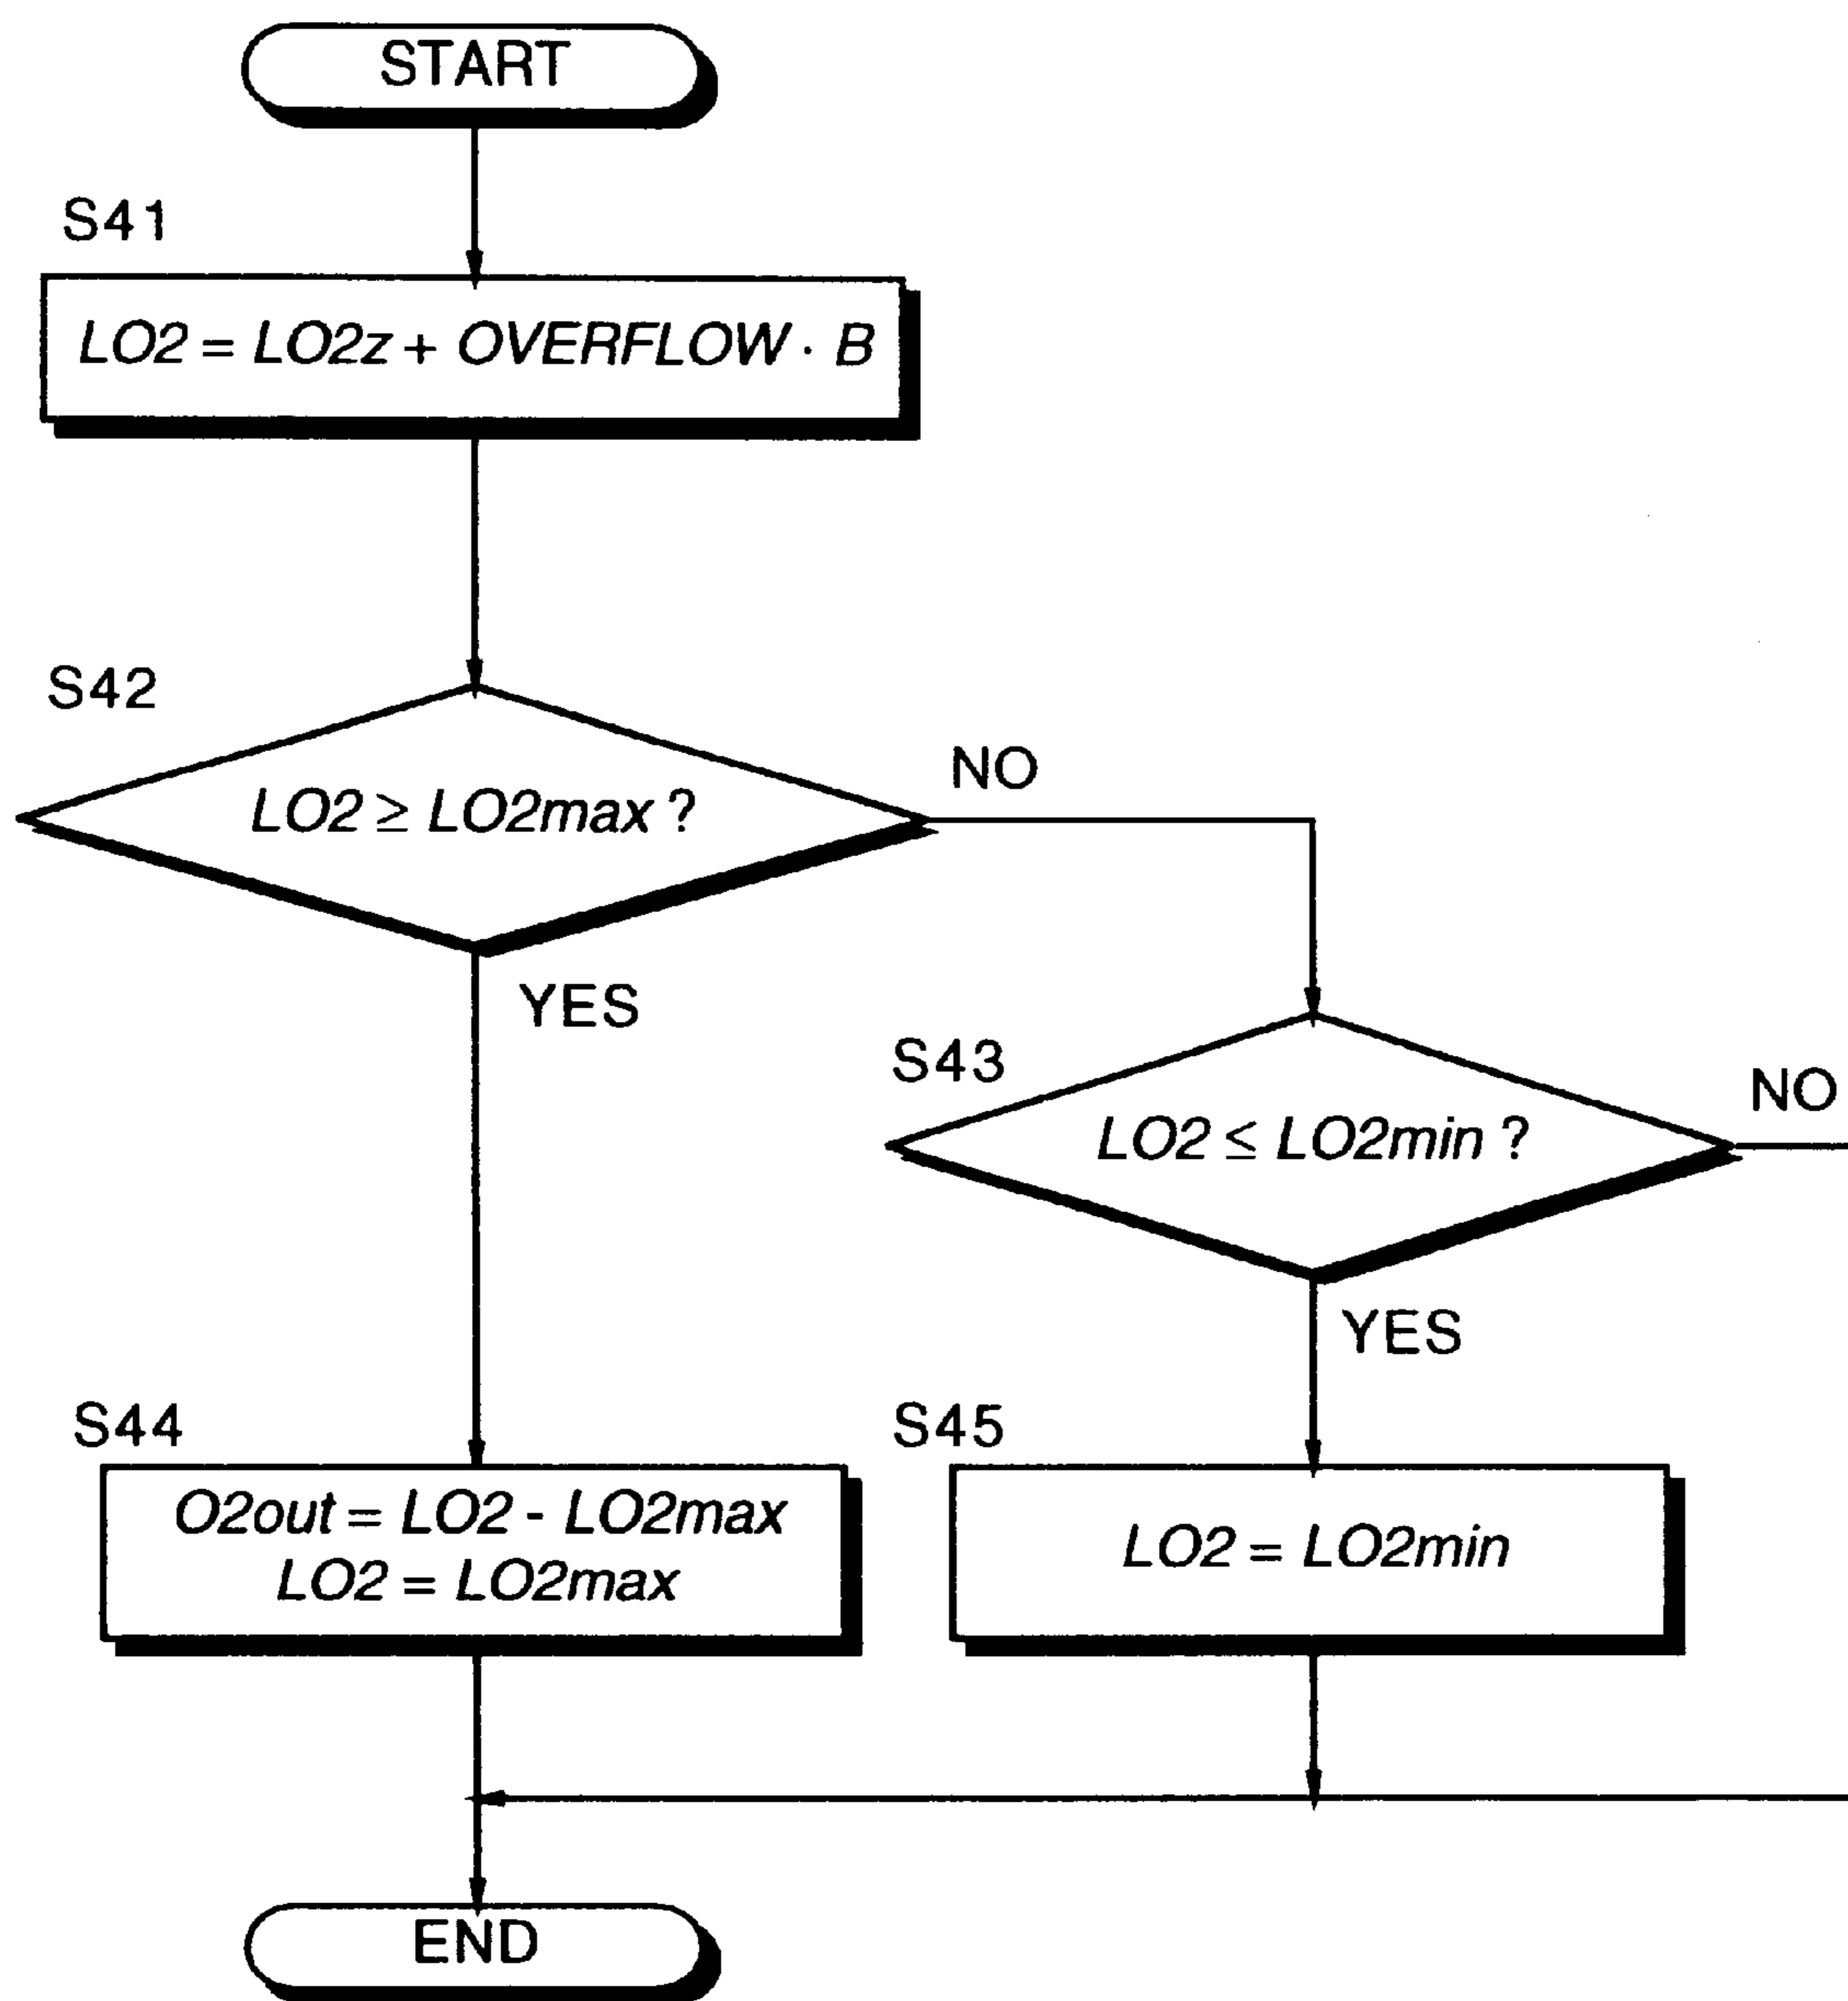 START
S41
LO2 = LO2z + OVERFLOW · B
S42
LO2 ≥ LO2max ?
NO
YES
S43
LO2 ≤ LO2min ?
NO
YES
S44
O2out = LO2 - LO2max
LO2 = LO2max
S45
LO2 = LO2min
END